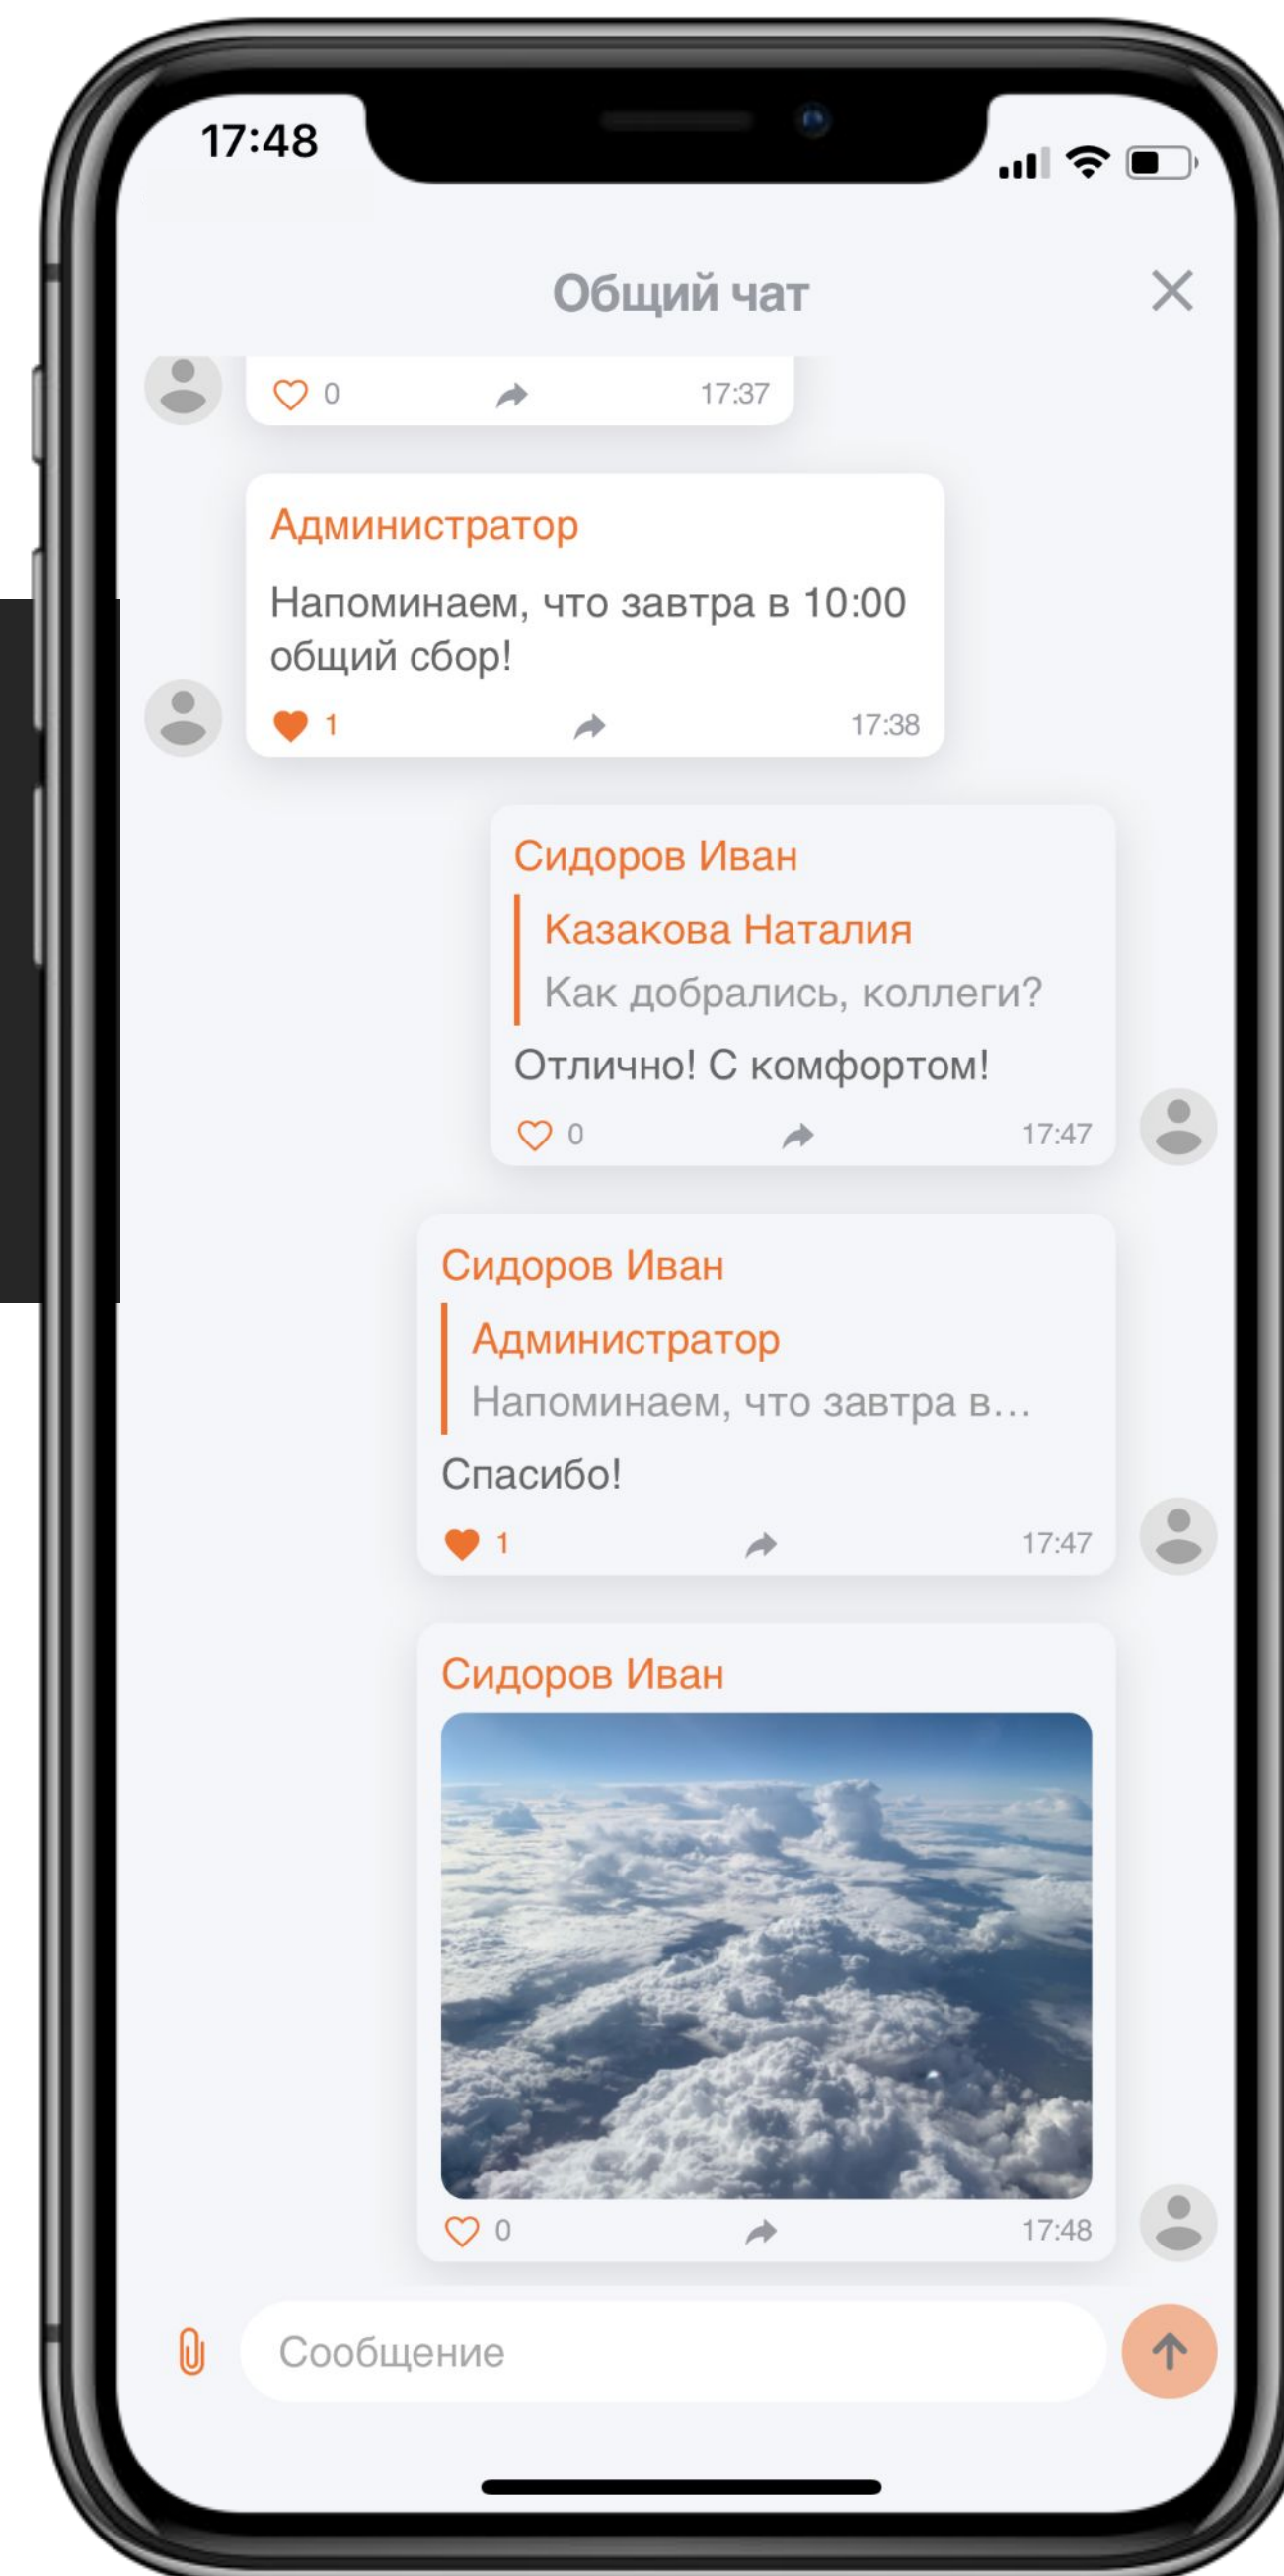 17:48
Общий чат
0 17:37
Администратор
Напоминаем, что завтра в 10:00
общий сбор!
1 17:38
Сидоров Иван
Казакова Наталия
Как добрались, коллеги?
Отлично! С комфортом!
0 17:47
Сидоров Иван
Администратор
Напоминаем, что завтра в...
Спасибо!
1 17:47
Сидоров Иван
0 17:48
Сообщение